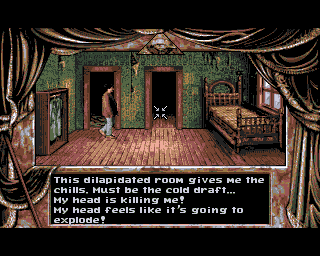 This dilapidated room gives me the
chills. Must be the cold draft...
My head is killing me!
My head feels like it's going to
explode!